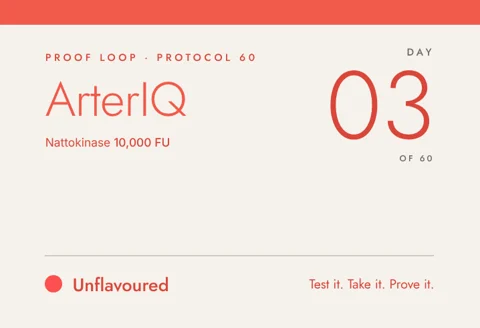 PROOF LOOP · PROTOCOL 60
ArterIQ
Nattokinase 10,000 FU
DAY
03
OF 60
Unflavoured
Test it. Take it. Prove it.